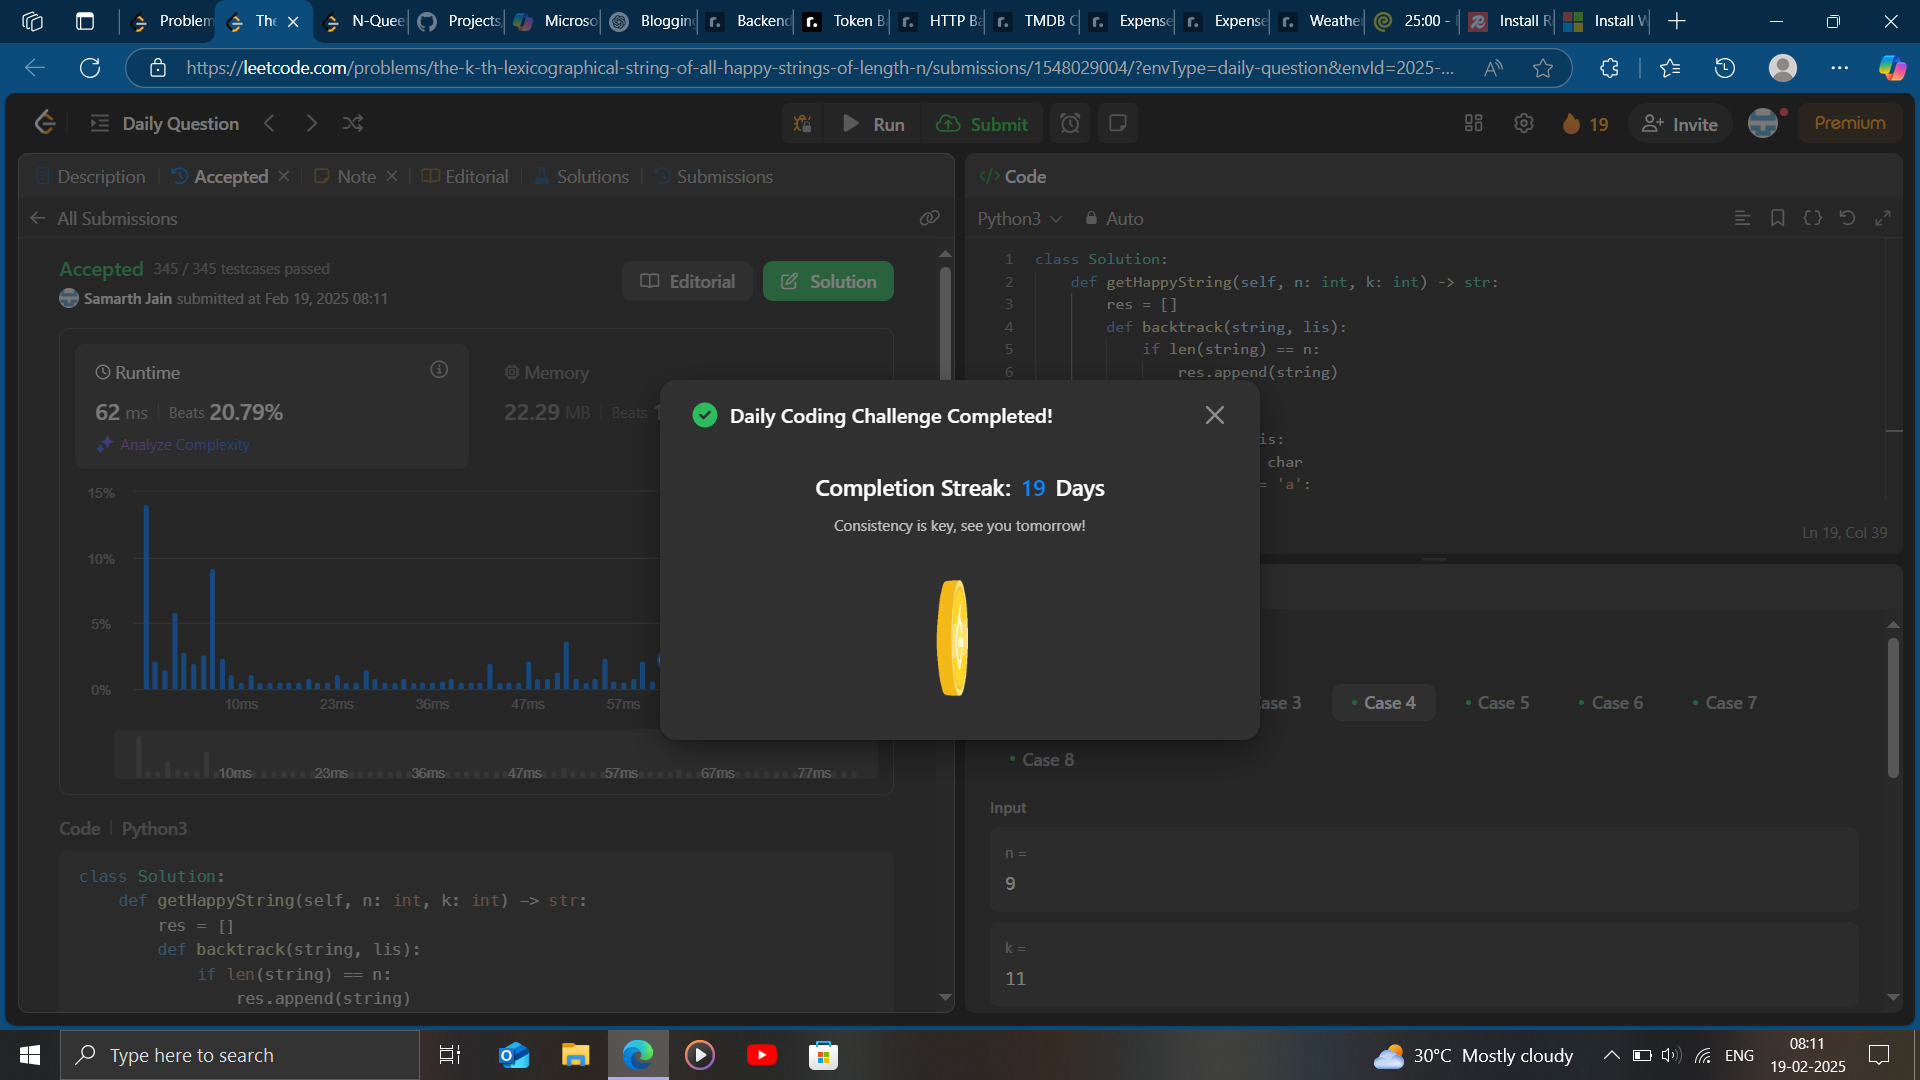 Problem
The
N-Quee
Projects
Microso
Blogging
Backend
Token B
HTTP Ba
TMDB C
Expense
Expense
Weathe
25:00 -
Install R
Install W
https://leetcode.com/problems/the-k-th-lexicographical-string-of-all-happy-strings-of-length-n/submissions/1548029004/?envType=daily-question&envId=2025-...
Daily Question
Run
Submit
19
Invite
Premium
Description
Accepted
Note
Editorial
Solutions
Submissions
All Submissions
Accepted 345 / 345 testcases passed
Samarth Jain submitted at Feb 19, 2025 08:11
Editorial
Solution
Runtime
62 ms Beats 20.79%
Analyze Complexity
Memory
22.29 MB Beats
15%
10%
5%
0%
10ms 23ms 36ms 47ms 57ms
10ms 23ms 36ms 47ms 57ms 67ms 77ms
Code Python3
class Solution:
def getHappyString(self, n: int, k: int) -> str:
res = []
def backtrack(string, lis):
if len(string) == n:
res.append(string)
Daily Coding Challenge Completed!
Completion Streak: 19 Days
Consistency is key, see you tomorrow!
</> Code
Python3
Auto
1 class Solution:
2 def getHappyString(self, n: int, k: int) -> str:
3 res = []
4 def backtrack(string, lis):
5 if len(string) == n:
6 res.append(string)
is:
char
= 'a':
Ln 19, Col 39
ase 3
Case 4
Case 5
Case 6
Case 7
Case 8
Input
n =
9
k =
11
Type here to search
30°C Mostly cloudy
ENG
08:11
19-02-2025